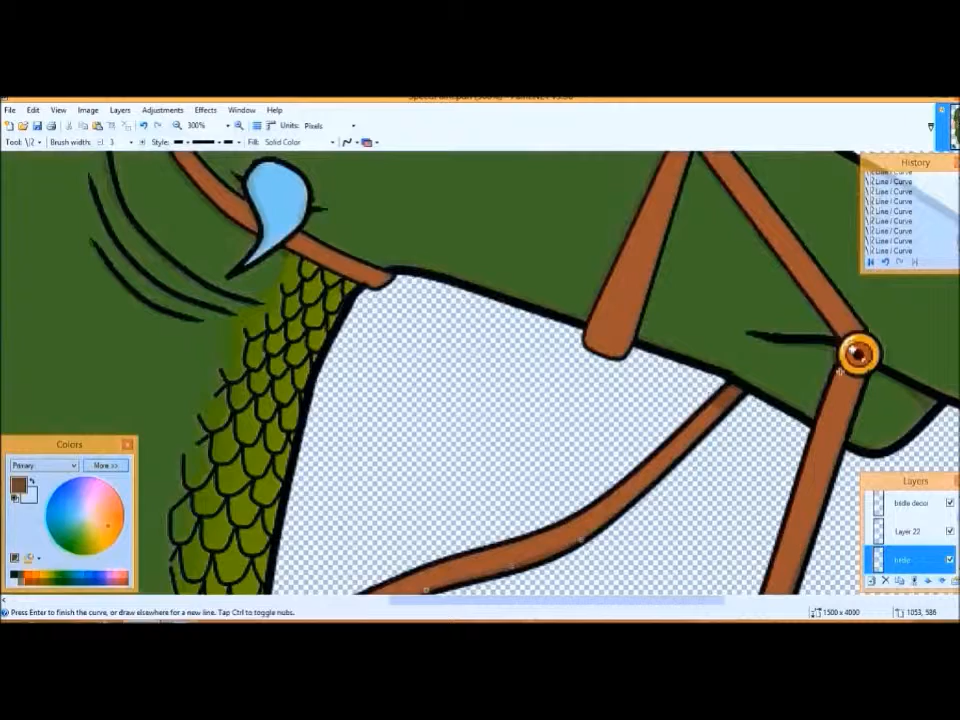 File Edit View Image Layers Adjustments Effects Window Help
300% Units: Pixels
Tool: Brush width: 3 Style: Fill: Solid Color
History
Line / Curve
Line / Curve
Line / Curve
Line / Curve
Line / Curve
Line / Curve
Line / Curve
Line / Curve
Colors
Primary More >>
Layers
bridle decor
Layer 22
bridle
Press Enter to finish the curve, or draw elsewhere for a new line. Tap Ctrl to toggle nubs. 1500 x 4000 1053, 586